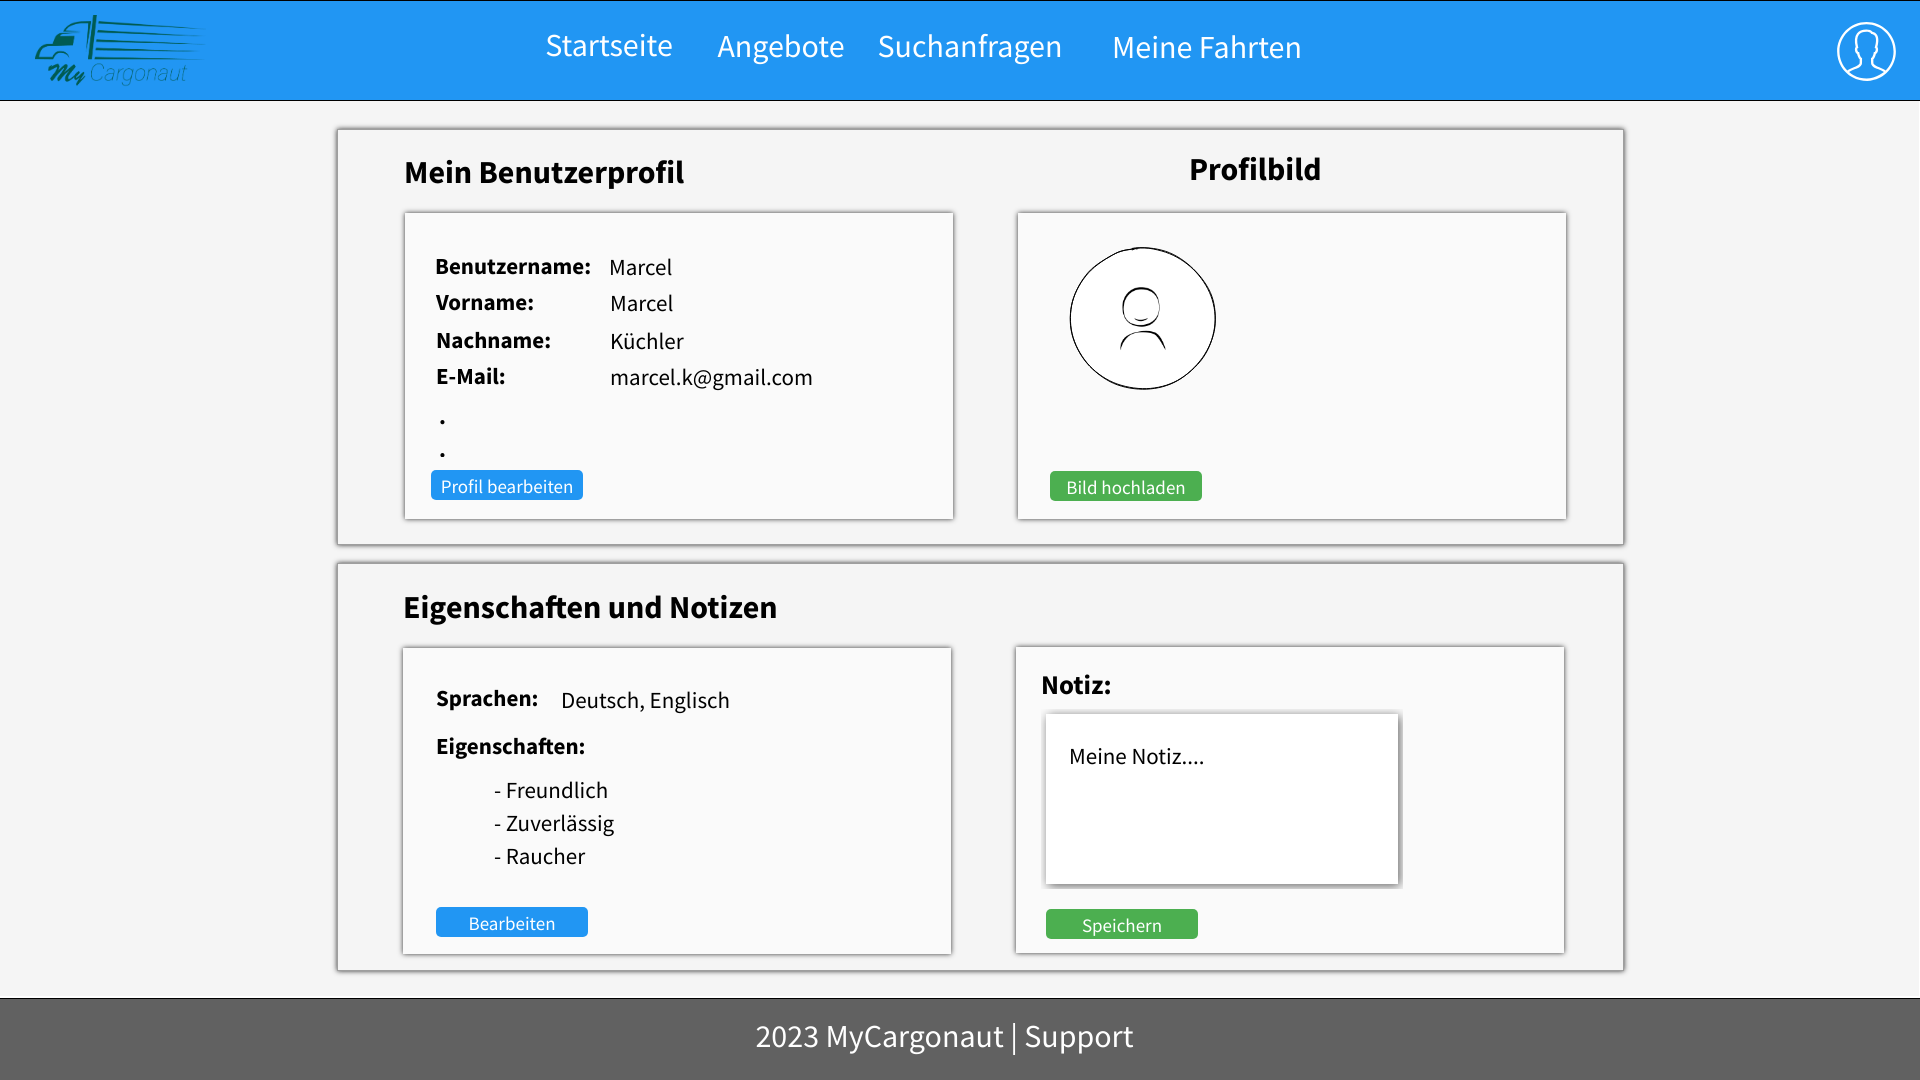 My Cargonaut
Startseite Angebote Suchanfragen Meine Fahrten
Mein Benutzerprofil
Profilbild
Benutzername: Marcel
Vorname: Marcel
Nachname: Küchler
E-Mail: marcel.k@gmail.com
.
.
Profil bearbeiten
Bild hochladen
Eigenschaften und Notizen
Sprachen: Deutsch, Englisch
Eigenschaften:
- Freundlich
- Zuverlässig
- Raucher
Bearbeiten
Notiz:
Meine Notiz....
Speichern
2023 MyCargonaut | Support